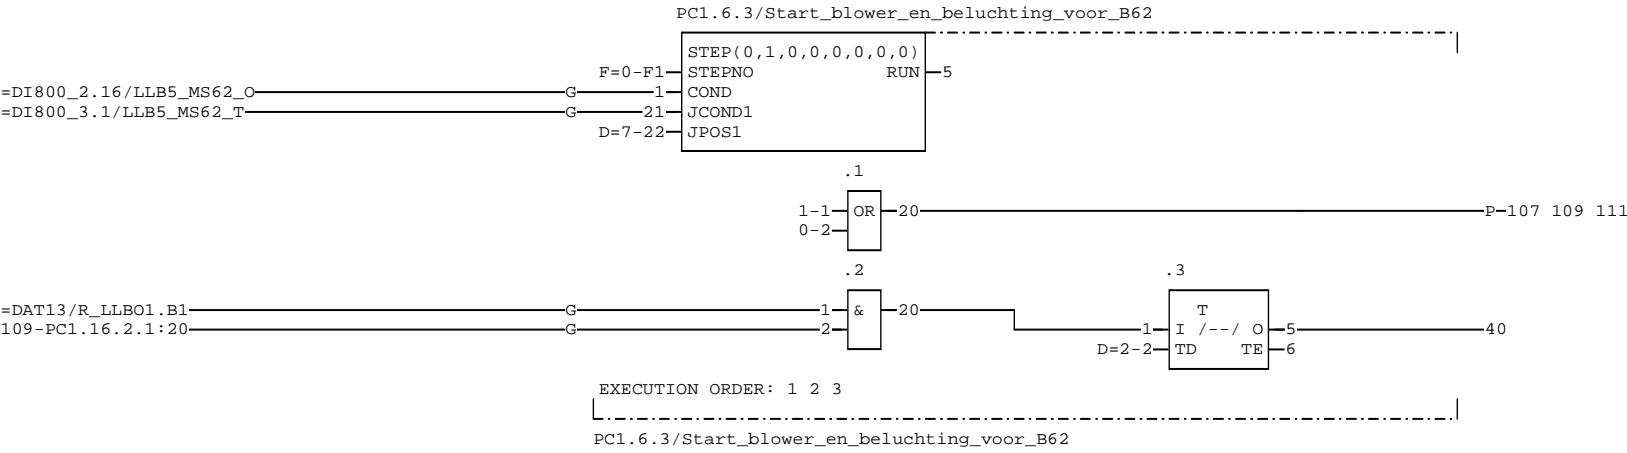 PC1.6.3/Start_blower_en_beluchting_voor_B62
STEP(0,1,0,0,0,0,0,0)
F=0-F1 STEPNO RUN 5
=DI800_2.16/LLB5_MS62_O G 1 COND
=DI800_3.1/LLB5_MS62_T G 21 JCOND1
D=7-22 JPOS1
.1
1-1 OR 20 P-107 109 111
0-2
.2 .3
=DAT13/R_LLBO1.B1 G 1 & 20 T
109-PC1.16.2.1:20 G 2 1 I /--/ O 5 40
D=2-2 TD TE 6
EXECUTION ORDER: 1 2 3
PC1.6.3/Start_blower_en_beluchting_voor_B62